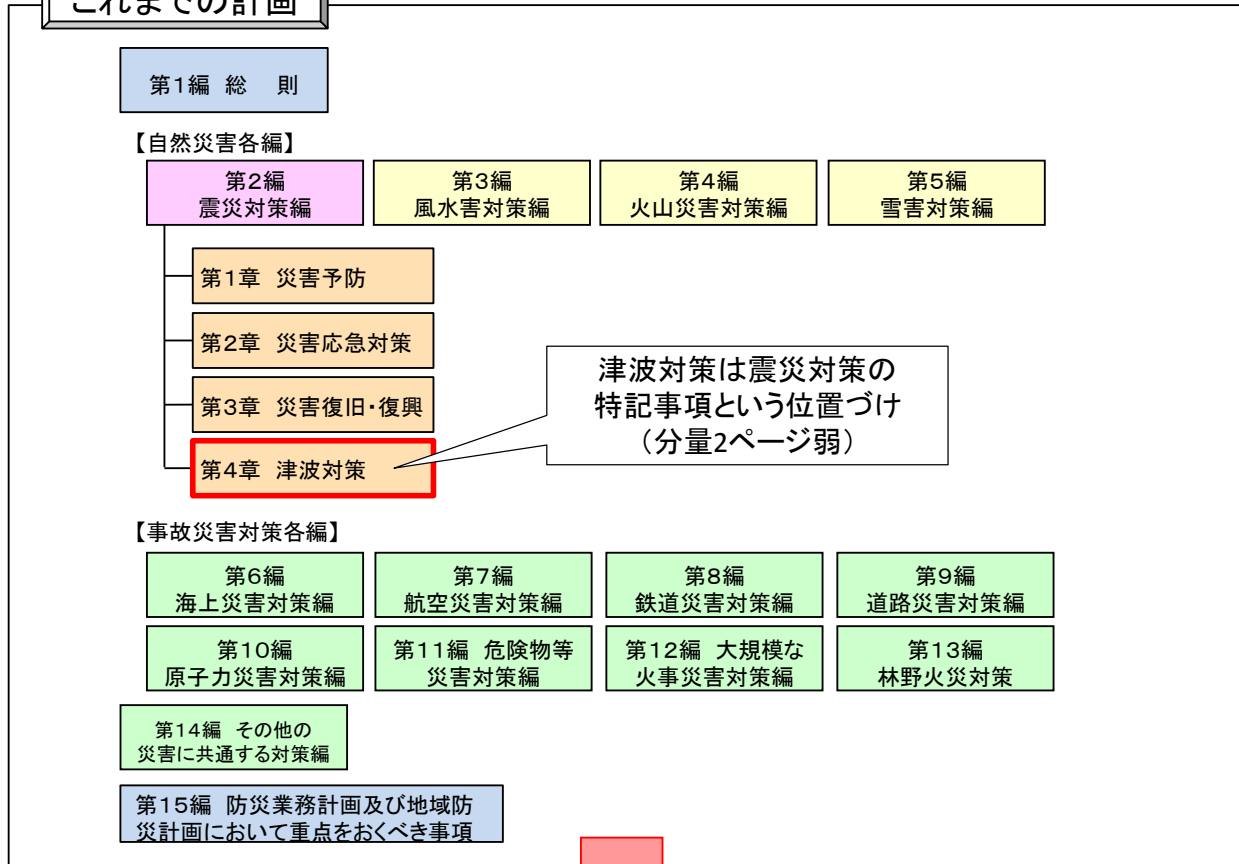 これまでの計画
第1編 総 則
【自然災害各編】
第2編
震災対策編
第3編
風水害対策編
第4編
火山災害対策編
第5編
雪害対策編
第1章 災害予防
第2章 災害応急対策
第3章 災害復旧・復興
第4章 津波対策
津波対策は震災対策の
特記事項という位置づけ
（分量2ページ弱）
【事故災害対策各編】
第6編
海上災害対策編
第7編
航空災害対策編
第8編
鉄道災害対策編
第9編
道路災害対策編
第10編
原子力災害対策編
第11編 危険物等
災害対策編
第12編 大規模な
火事災害対策編
第13編
林野火災対策
第14編 その他の
災害に共通する対策編
第15編 防災業務計画及び地域防
災計画において重点をおくべき事項